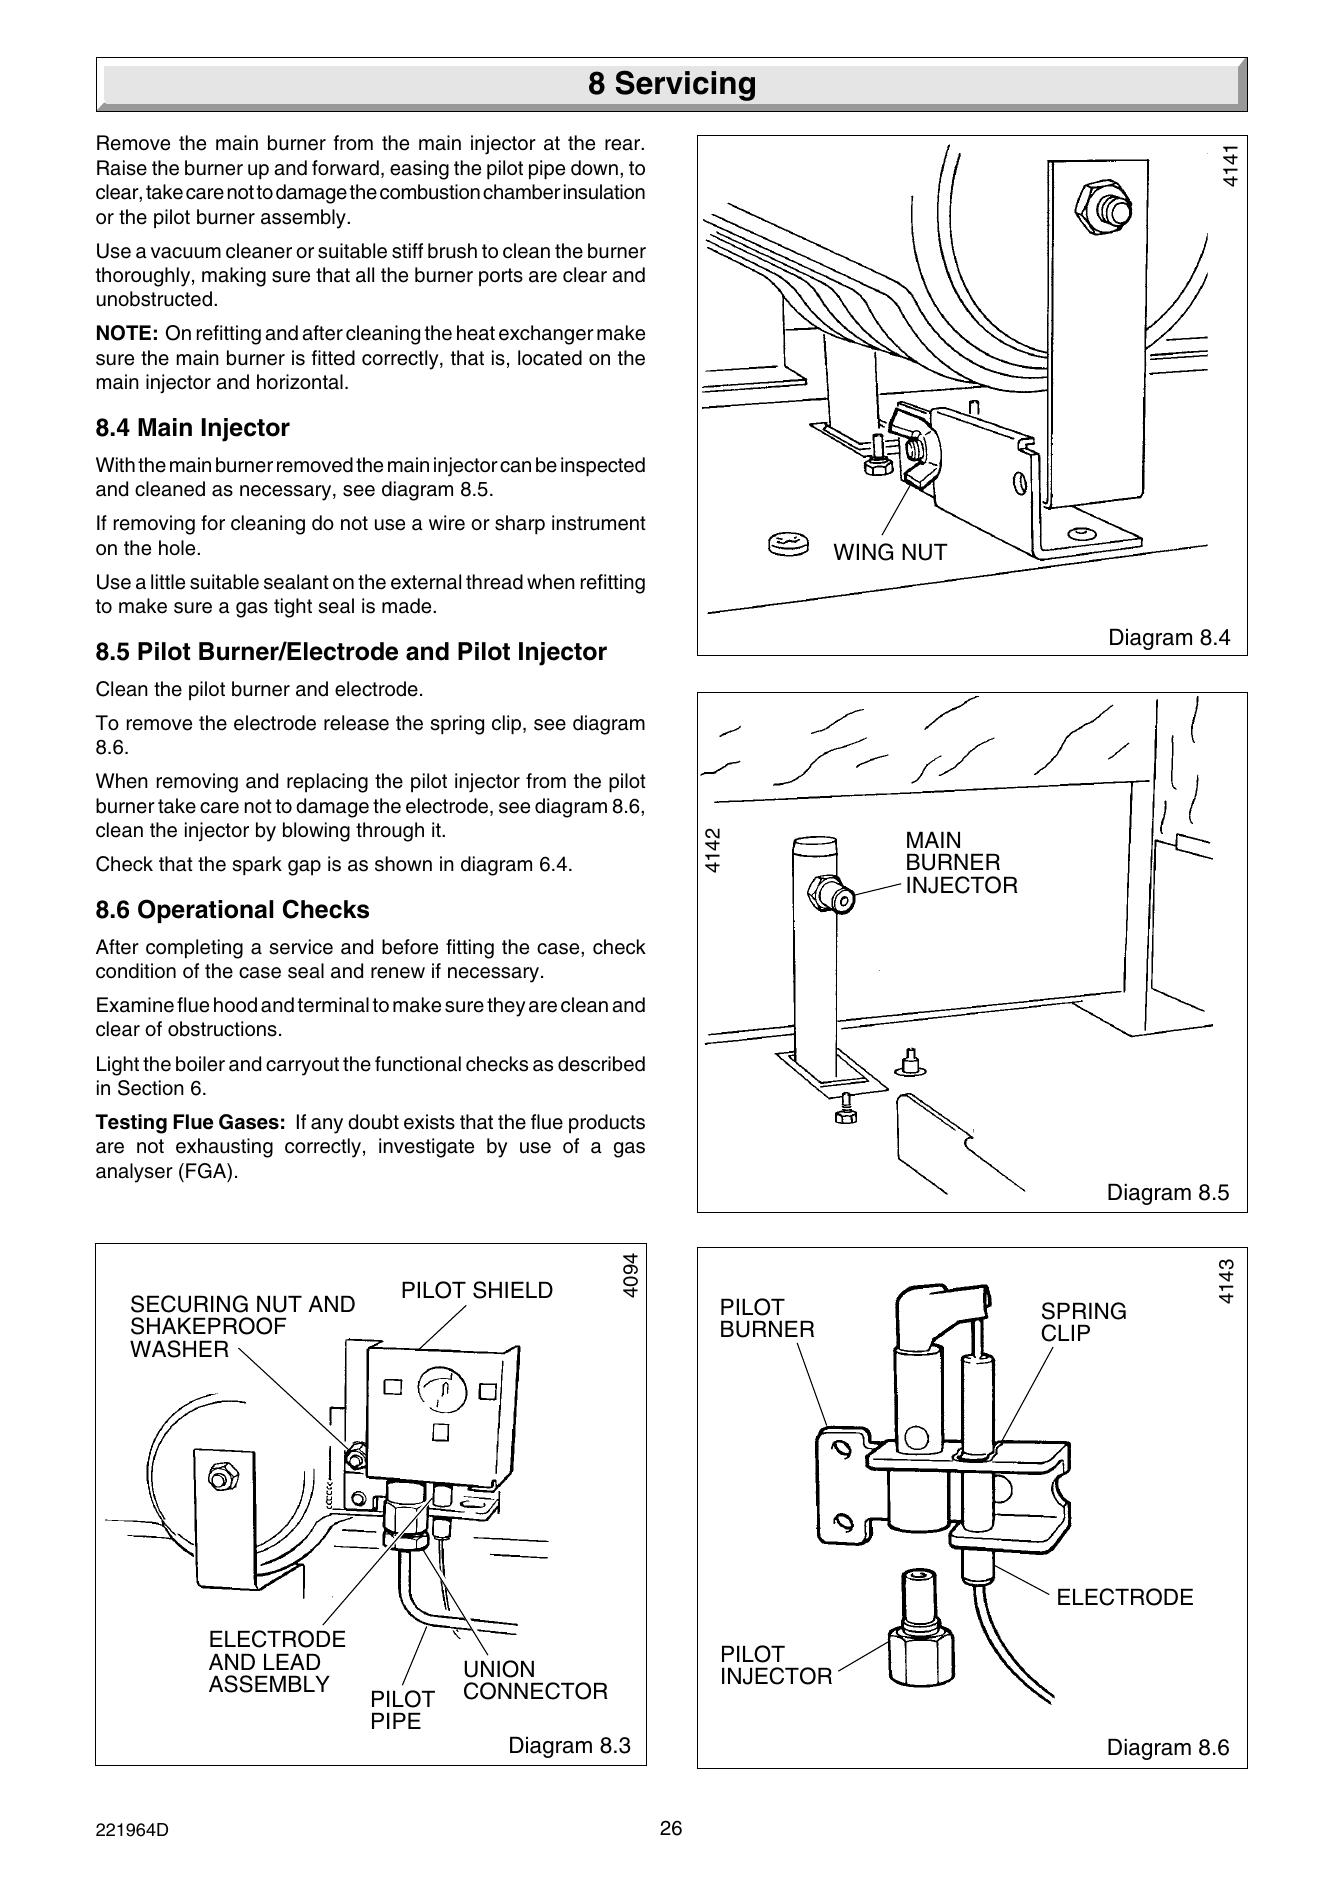 8 Servicing
Remove the main burner from the main injector at the rear.
Raise the burner up and forward, easing the pilot pipe down, to
clear, take care not to damage the combustion chamber insulation
or the pilot burner assembly.
Use a vacuum cleaner or suitable stiff brush to clean the burner
thoroughly, making sure that all the burner ports are clear and
unobstructed.
NOTE: On refitting and after cleaning the heat exchanger make
sure the main burner is fitted correctly, that is, located on the
main injector and horizontal.
8.4 Main Injector
With the main burner removed the main injector can be inspected
and cleaned as necessary, see diagram 8.5.
If removing for cleaning do not use a wire or sharp instrument
on the hole.
Use a little suitable sealant on the external thread when refitting
to make sure a gas tight seal is made.
8.5 Pilot Burner/Electrode and Pilot Injector
Clean the pilot burner and electrode.
To remove the electrode release the spring clip, see diagram
8.6.
When removing and replacing the pilot injector from the pilot
burner take care not to damage the electrode, see diagram 8.6,
clean the injector by blowing through it.
Check that the spark gap is as shown in diagram 6.4.
8.6 Operational Checks
After completing a service and before fitting the case, check
condition of the case seal and renew if necessary.
Examine flue hood and terminal to make sure they are clean and
clear of obstructions.
Light the boiler and carryout the functional checks as described
in Section 6.
Testing Flue Gases: If any doubt exists that the flue products
are not exhausting correctly, investigate by use of a gas
analyser (FGA).
4094
PILOT SHIELD
SECURING NUT AND
SHAKEPROOF
WASHER
ELECTRODE
AND LEAD
ASSEMBLY
UNION
CONNECTOR
PILOT
PIPE
Diagram 8.3
4141
WING NUT
Diagram 8.4
4142
MAIN
BURNER
INJECTOR
Diagram 8.5
4143
PILOT
BURNER
SPRING
CLIP
ELECTRODE
PILOT
INJECTOR
Diagram 8.6
221964D
26